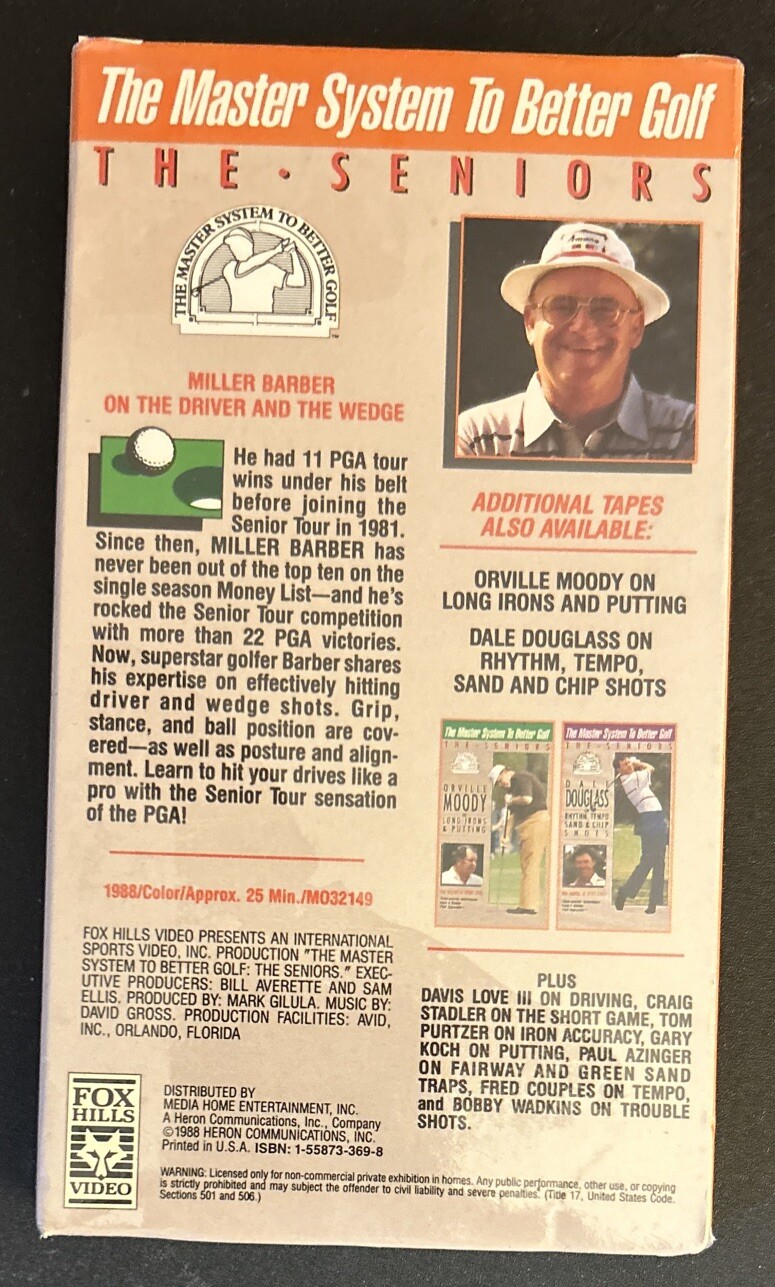 The Master System To Better Golf
THE • SENIORS
THE MASTER SYSTEM TO BETTER GOLF
TM
MILLER BARBER
ON THE DRIVER AND THE WEDGE
He had 11 PGA tour
wins under his belt
before joining the
Senior Tour in 1981.
Since then, MILLER BARBER has
never been out of the top ten on the
single season Money List—and he's
rocked the Senior Tour competition
with more than 22 PGA victories.
Now, superstar golfer Barber shares
his expertise on effectively hitting
driver and wedge shots. Grip,
stance, and ball position are cov-
ered—as well as posture and align-
ment. Learn to hit your drives like a
pro with the Senior Tour sensation
of the PGA!
1988/Color/Approx. 25 Min./MO32149
FOX HILLS VIDEO PRESENTS AN INTERNATIONAL
SPORTS VIDEO, INC. PRODUCTION "THE MASTER
SYSTEM TO BETTER GOLF: THE SENIORS." EXEC-
UTIVE PRODUCERS: BILL AVERETTE AND SAM
ELLIS. PRODUCED BY: MARK GILULA. MUSIC BY:
DAVID GROSS. PRODUCTION FACILITIES: AVID,
INC., ORLANDO, FLORIDA
FOX
HILLS
VIDEO
DISTRIBUTED BY
MEDIA HOME ENTERTAINMENT, INC.
A Heron Communications, Inc., Company
©1988 HERON COMMUNICATIONS, INC.
Printed in U.S.A. ISBN: 1-55873-369-8
ADDITIONAL TAPES
ALSO AVAILABLE:
ORVILLE MOODY ON
LONG IRONS AND PUTTING
DALE DOUGLASS ON
RHYTHM, TEMPO,
SAND AND CHIP SHOTS
The Master System To Better Golf
THE • SENIORS
ORVILLE
MOODY
LONG IRONS
& PUTTING
The Master System To Better Golf
THE • SENIORS
DALE
DOUGLASS
RHYTHM, TEMPO
SAND & CHIP
SHOTS
PLUS
DAVIS LOVE III ON DRIVING, CRAIG
STADLER ON THE SHORT GAME, TOM
PURTZER ON IRON ACCURACY, GARY
KOCH ON PUTTING, PAUL AZINGER
ON FAIRWAY AND GREEN SAND
TRAPS, FRED COUPLES ON TEMPO,
and BOBBY WADKINS ON TROUBLE
SHOTS.
WARNING: Licensed only for non-commercial private exhibition in homes. Any public performance, other use, or copying
is strictly prohibited and may subject the offender to civil liability and severe penalties. (Title 17, United States Code.
Sections 501 and 506.)